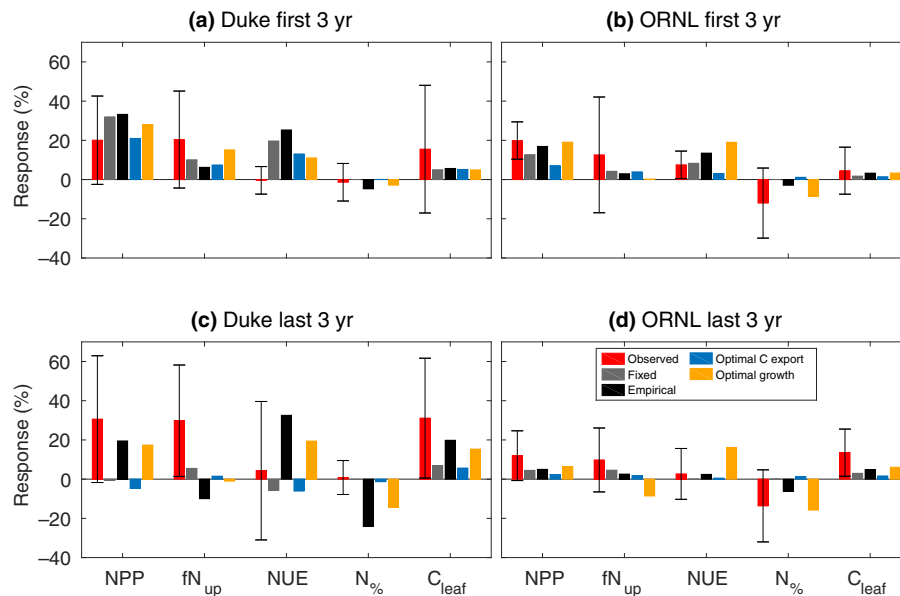 (a) Duke first 3 yr
(b) ORNL first 3 yr
Response (%)
60
40
20
0
−20
−40
(c) Duke last 3 yr
(d) ORNL last 3 yr
Response (%)
60
40
20
0
−20
−40
Observed
Fixed
Empirical
Optimal C export
Optimal growth
NPP
fNup
NUE
N%
Cleaf
NPP
fNup
NUE
N%
Cleaf